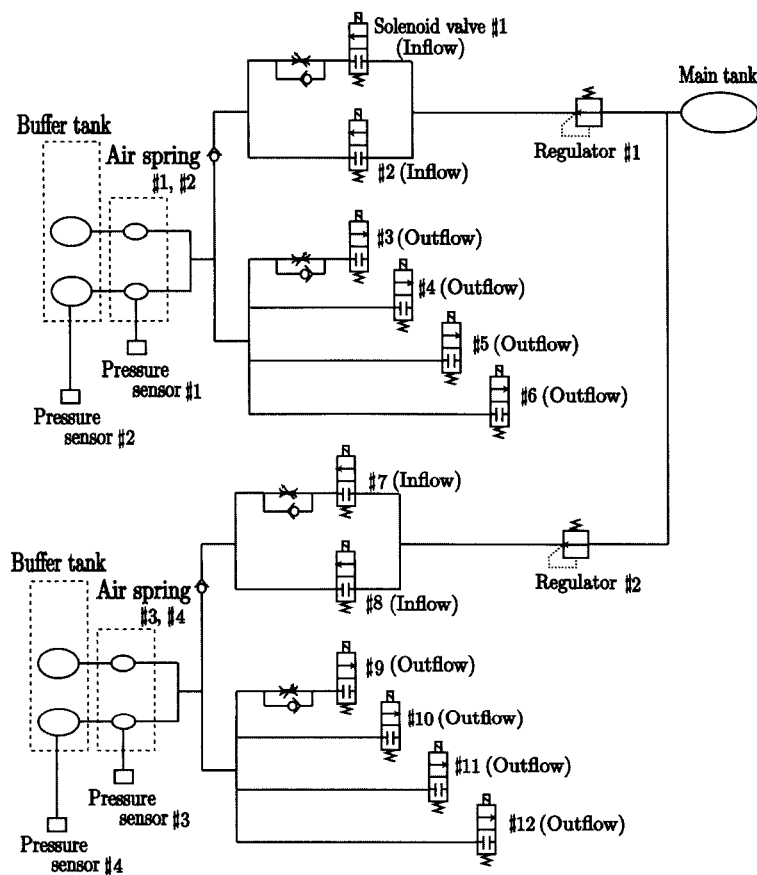 Solenoid valve ♯1
(Inflow)
Main tank
Buffer tank
Air spring
♯1, ♯2
♯2 (Inflow)
Regulator ♯1
♯3 (Outflow)
♯4 (Outflow)
♯5 (Outflow)
♯6 (Outflow)
Pressure
sensor ♯1
Pressure
sensor ♯2
♯7 (Inflow)
Buffer tank
Air spring
♯3, ♯4
♯8 (Inflow)
Regulator ♯2
♯9 (Outflow)
♯10 (Outflow)
♯11 (Outflow)
♯12 (Outflow)
Pressure
sensor ♯3
Pressure
sensor ♯4